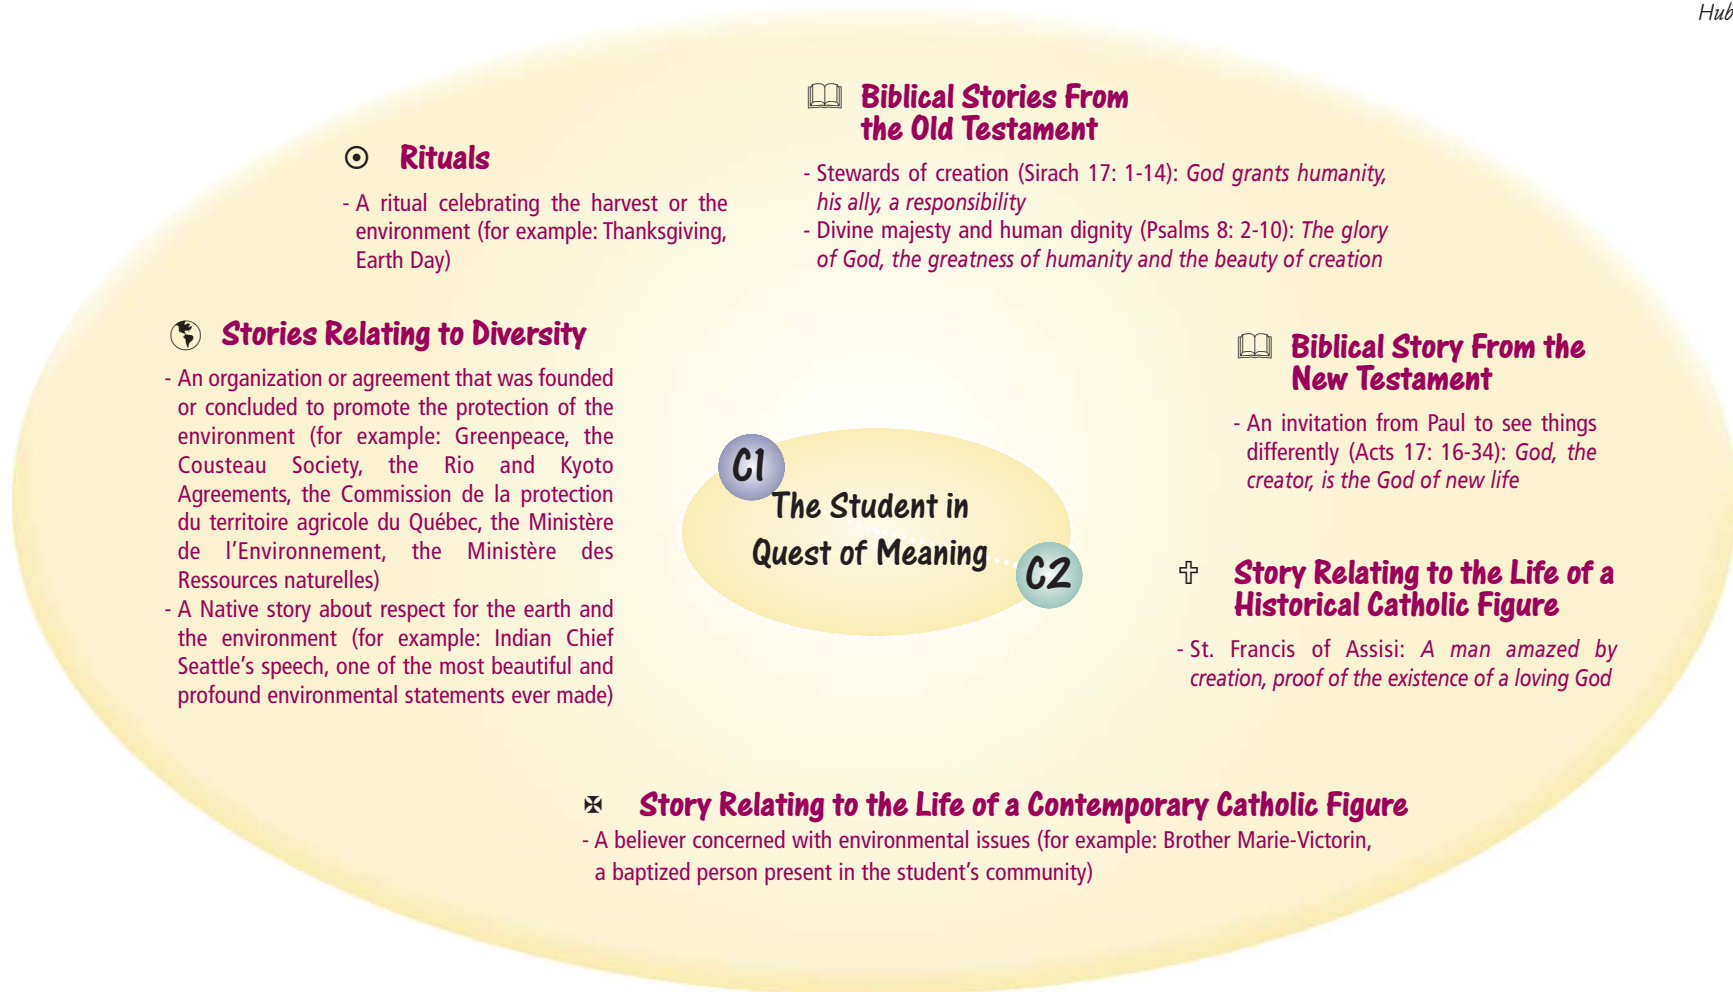 Hub
Rituals
- A ritual celebrating the harvest or the
environment (for example: Thanksgiving,
Earth Day)
Biblical Stories From
the Old Testament
- Stewards of creation (Sirach 17: 1-14): God grants humanity,
his ally, a responsibility
- Divine majesty and human dignity (Psalms 8: 2-10): The glory
of God, the greatness of humanity and the beauty of creation
Stories Relating to Diversity
- An organization or agreement that was founded
or concluded to promote the protection of the
environment (for example: Greenpeace, the
Cousteau Society, the Rio and Kyoto
Agreements, the Commission de la protection
du territoire agricole du Québec, the Ministère
de l'Environnement, the Ministère des
Ressources naturelles)
- A Native story about respect for the earth and
the environment (for example: Indian Chief
Seattle's speech, one of the most beautiful and
profound environmental statements ever made)
C1
The Student in
Quest of Meaning
C2
Biblical Story From the
New Testament
- An invitation from Paul to see things
differently (Acts 17: 16-34): God, the
creator, is the God of new life
Story Relating to the Life of a
Historical Catholic Figure
- St. Francis of Assisi: A man amazed by
creation, proof of the existence of a loving God
Story Relating to the Life of a Contemporary Catholic Figure
- A believer concerned with environmental issues (for example: Brother Marie-Victorin,
a baptized person present in the student's community)